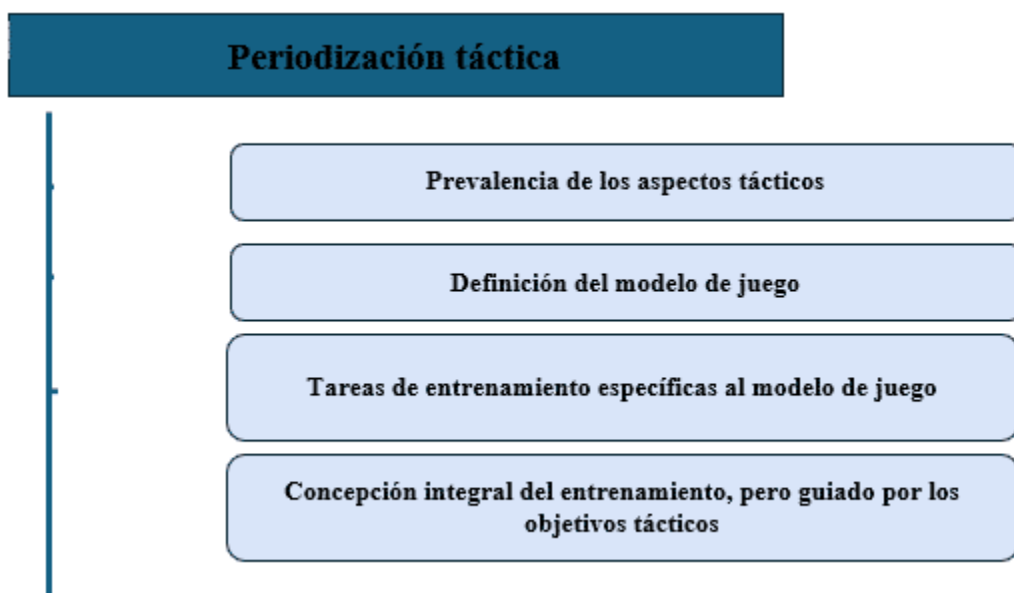 Periodización táctica
Prevalencia de los aspectos tácticos
Definición del modelo de juego
Tareas de entrenamiento específicas al modelo de juego
Concepción integral del entrenamiento, pero guiado por los
objetivos tácticos